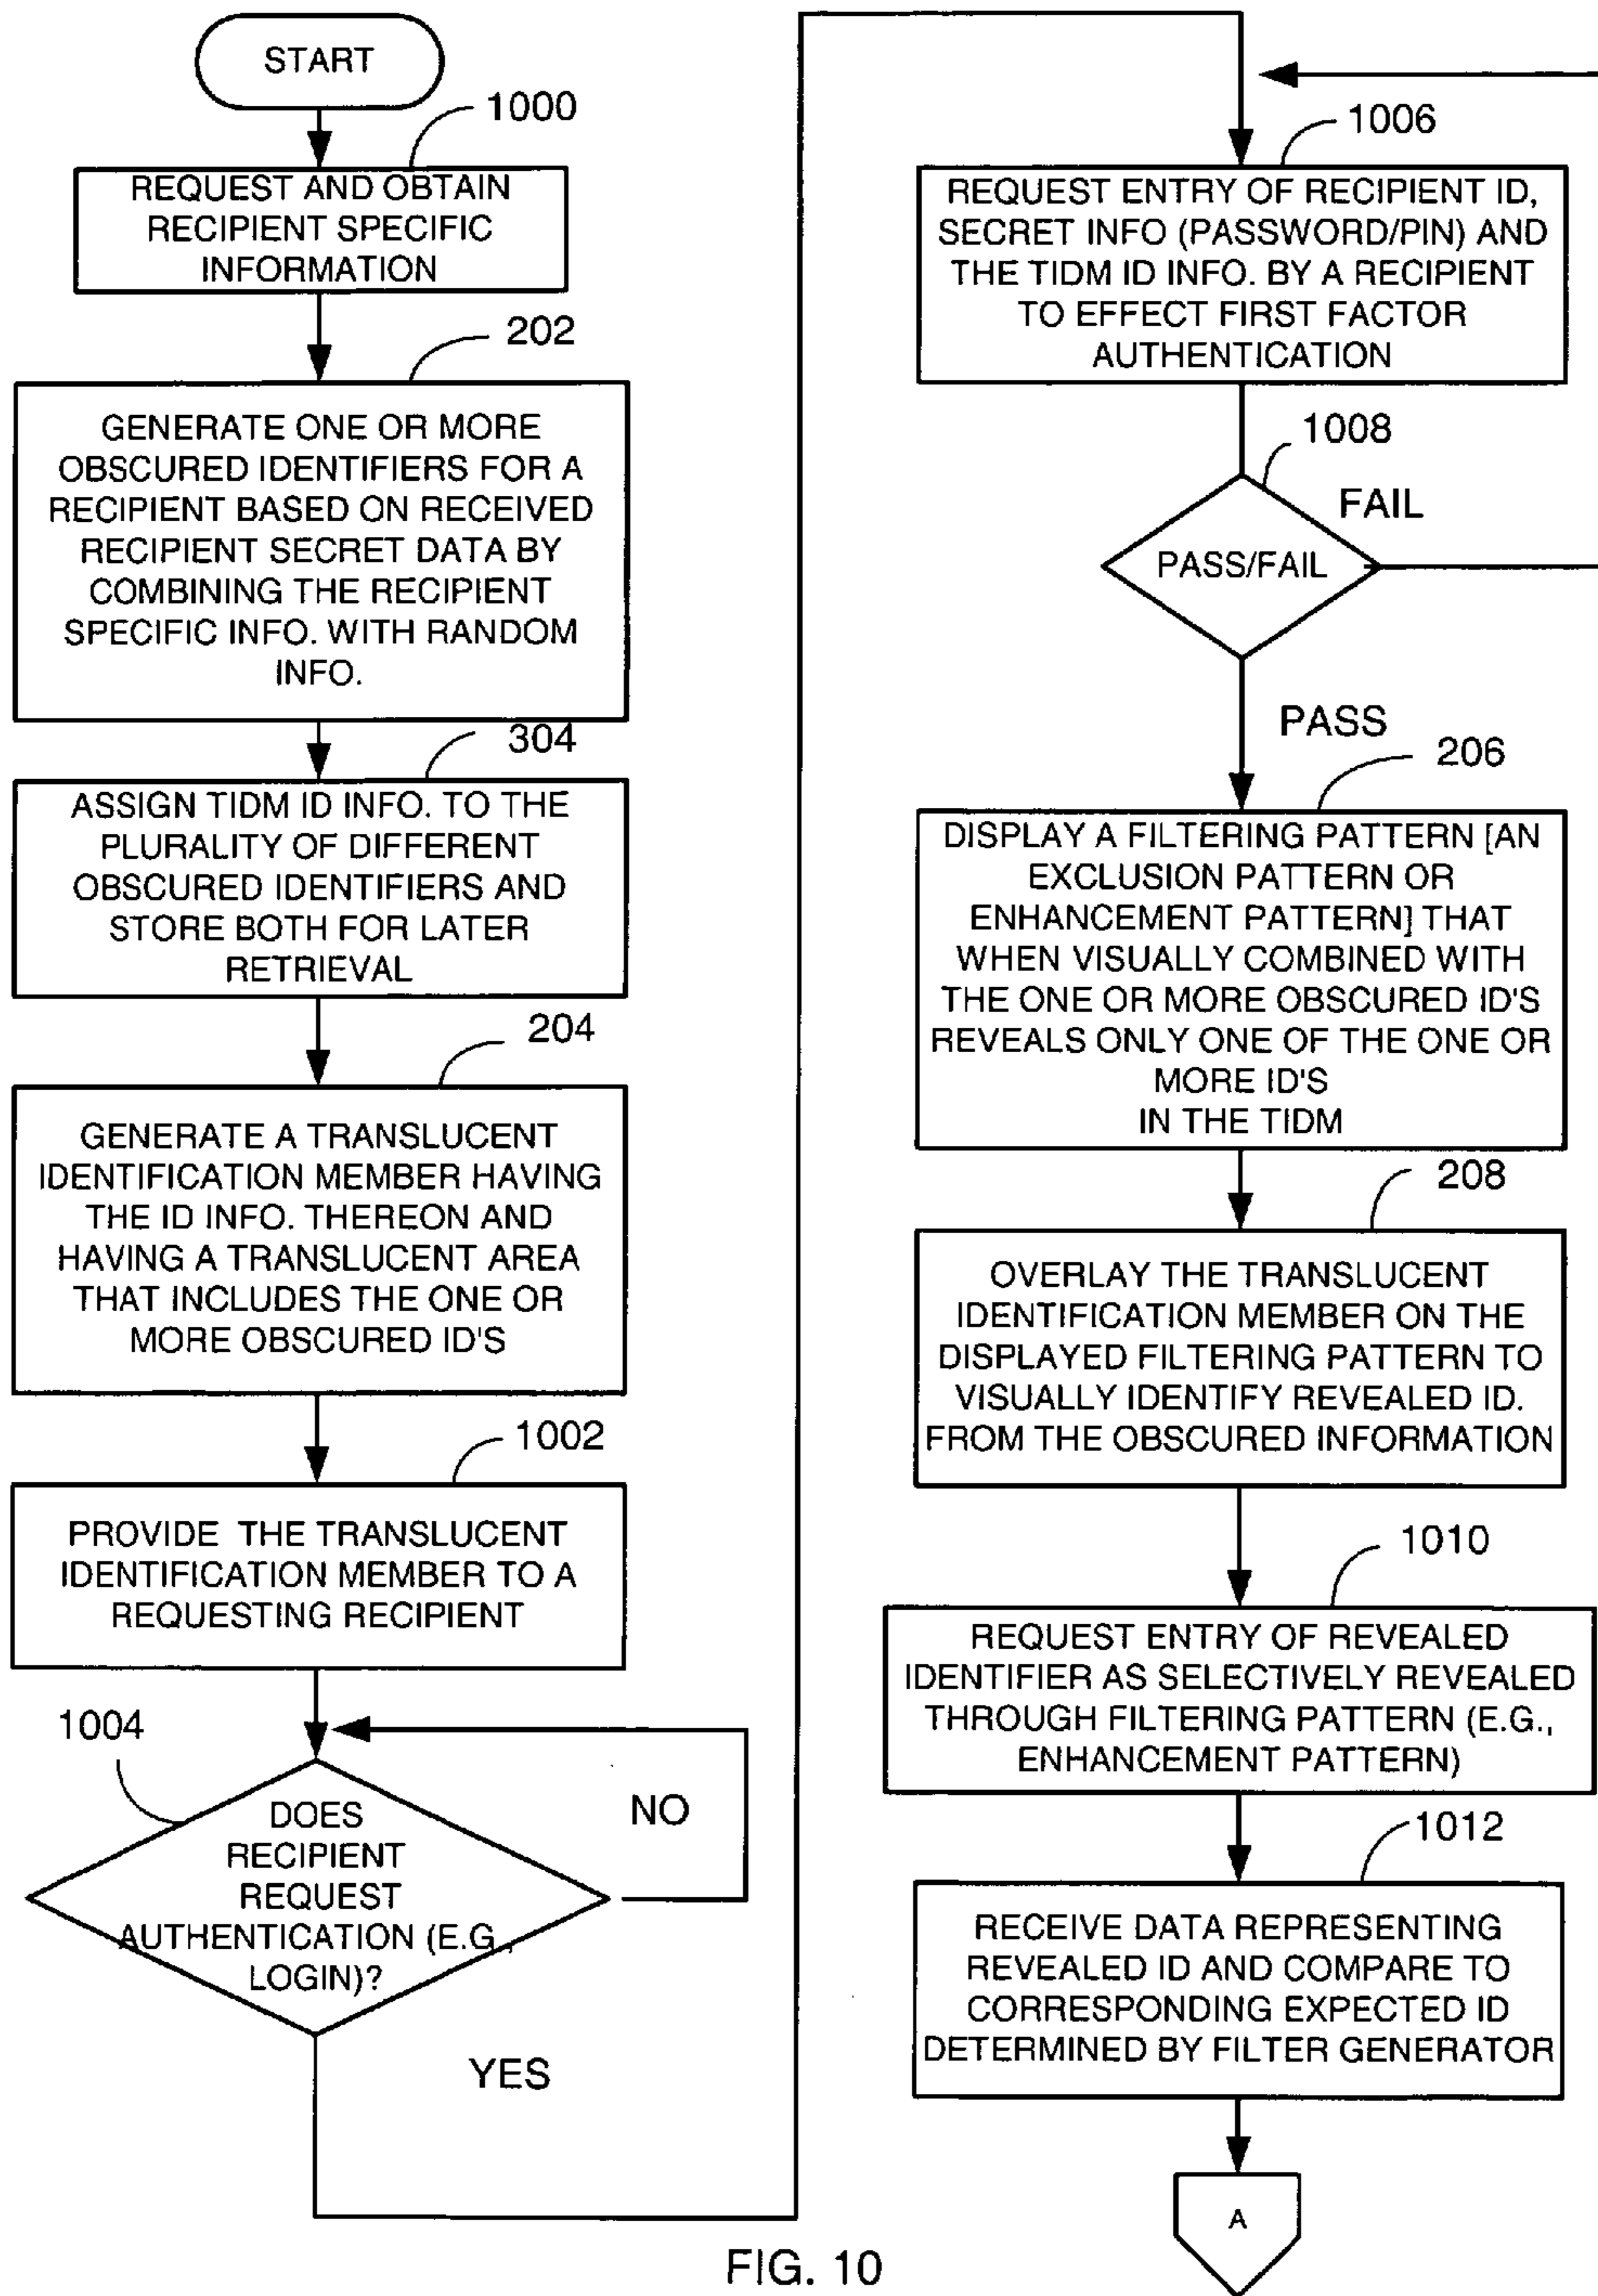 START
1000
REQUEST AND OBTAIN
RECIPIENT SPECIFIC
INFORMATION
202
GENERATE ONE OR MORE
OBSCURED IDENTIFIERS FOR A
RECIPIENT BASED ON RECEIVED
RECIPIENT SECRET DATA BY
COMBINING THE RECIPIENT
SPECIFIC INFO. WITH RANDOM
INFO.
304
ASSIGN TIDM ID INFO. TO THE
PLURALITY OF DIFFERENT
OBSCURED IDENTIFIERS AND
STORE BOTH FOR LATER
RETRIEVAL
204
GENERATE A TRANSLUCENT
IDENTIFICATION MEMBER HAVING
THE ID INFO. THEREON AND
HAVING A TRANSLUCENT AREA
THAT INCLUDES THE ONE OR
MORE OBSCURED ID'S
1002
PROVIDE THE TRANSLUCENT
IDENTIFICATION MEMBER TO A
REQUESTING RECIPIENT
1004
DOES
RECIPIENT
REQUEST
AUTHENTICATION (E.G.,
LOGIN)?
NO
YES
1006
REQUEST ENTRY OF RECIPIENT ID,
SECRET INFO (PASSWORD/PIN) AND
THE TIDM ID INFO. BY A RECIPIENT
TO EFFECT FIRST FACTOR
AUTHENTICATION
1008
FAIL
PASS/FAIL
PASS
206
DISPLAY A FILTERING PATTERN [AN
EXCLUSION PATTERN OR
ENHANCEMENT PATTERN] THAT
WHEN VISUALLY COMBINED WITH
THE ONE OR MORE OBSCURED ID'S
REVEALS ONLY ONE OF THE ONE OR
MORE ID'S
IN THE TIDM
208
OVERLAY THE TRANSLUCENT
IDENTIFICATION MEMBER ON THE
DISPLAYED FILTERING PATTERN TO
VISUALLY IDENTIFY REVEALED ID.
FROM THE OBSCURED INFORMATION
1010
REQUEST ENTRY OF REVEALED
IDENTIFIER AS SELECTIVELY REVEALED
THROUGH FILTERING PATTERN (E.G.,
ENHANCEMENT PATTERN)
1012
RECEIVE DATA REPRESENTING
REVEALED ID AND COMPARE TO
CORRESPONDING EXPECTED ID
DETERMINED BY FILTER GENERATOR
A
FIG. 10